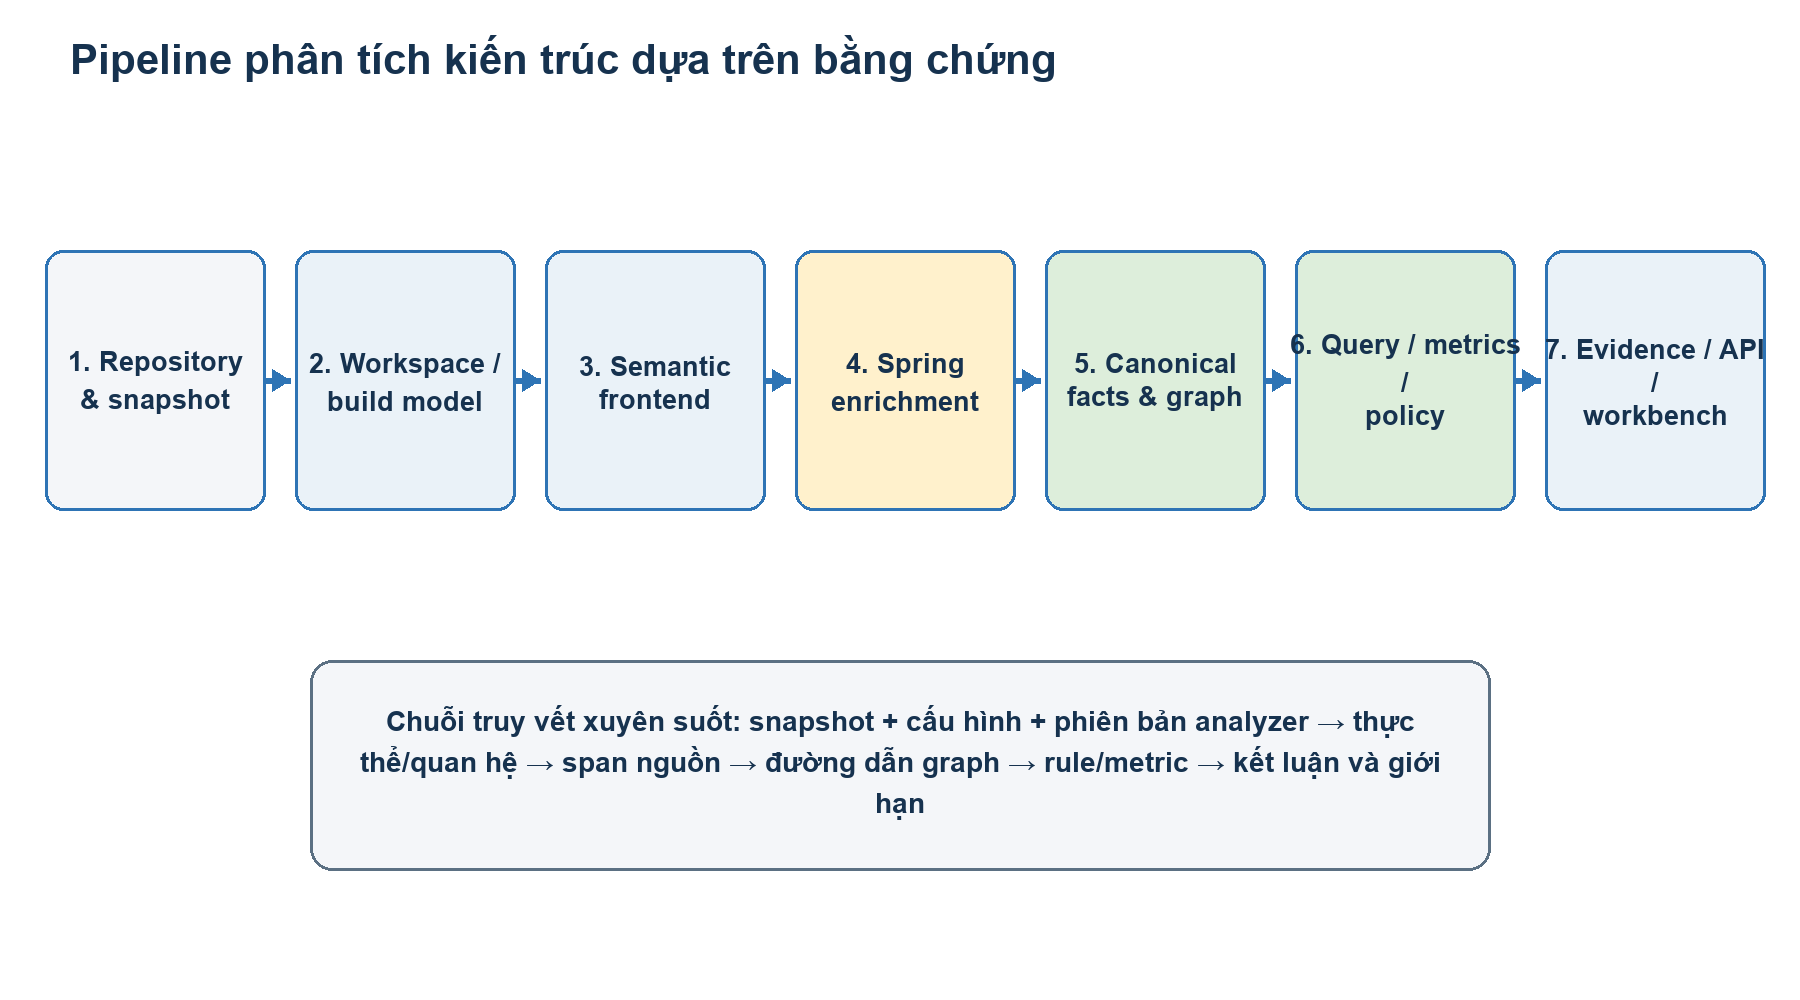 Pipeline phân tích kiến trúc dựa trên bằng chứng
1. Repository
& snapshot
2. Workspace /
build model
3. Semantic
frontend
4. Spring
enrichment
5. Canonical
facts & graph
6. Query / metrics
/
policy
7. Evidence / API
/
workbench
Chuỗi truy vết xuyên suốt: snapshot + cấu hình + phiên bản analyzer → thực
thể/quan hệ → span nguồn → đường dẫn graph → rule/metric → kết luận và giới
hạn